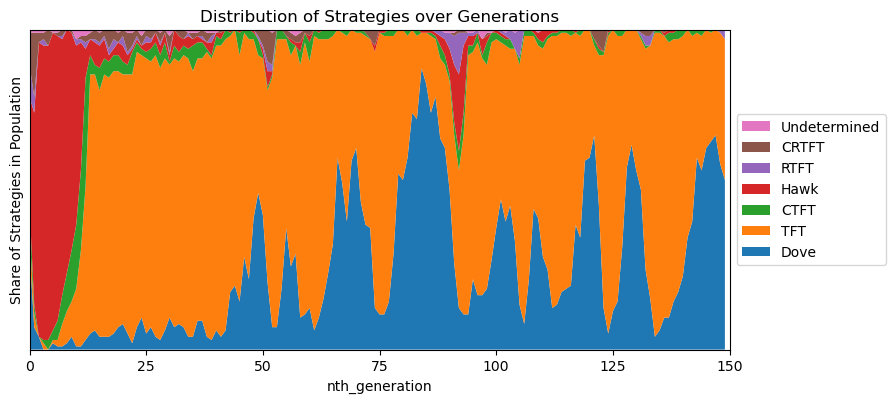 Distribution of Strategies over Generations
Share of Strategies in Population
0 25 50 75 100 125 150
nth_generation
Undetermined
CRTFT
RTFT
Hawk
CTFT
TFT
Dove